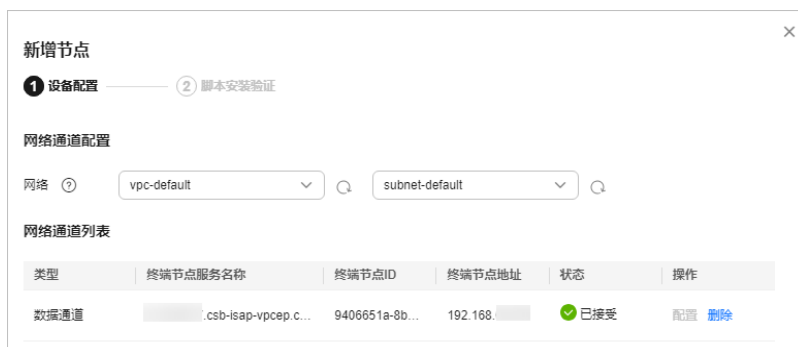 新增节点
1 设备配置 2 脚本安装验证
网络通道配置
网络 ? vpc-default subnet-default
网络通道列表
类型 终端节点服务名称 终端节点ID 终端节点地址 状态 操作
数据通道 .csb-isap-vpcep.c... 9406651a-8b... 192.168. 已接受 配置 删除